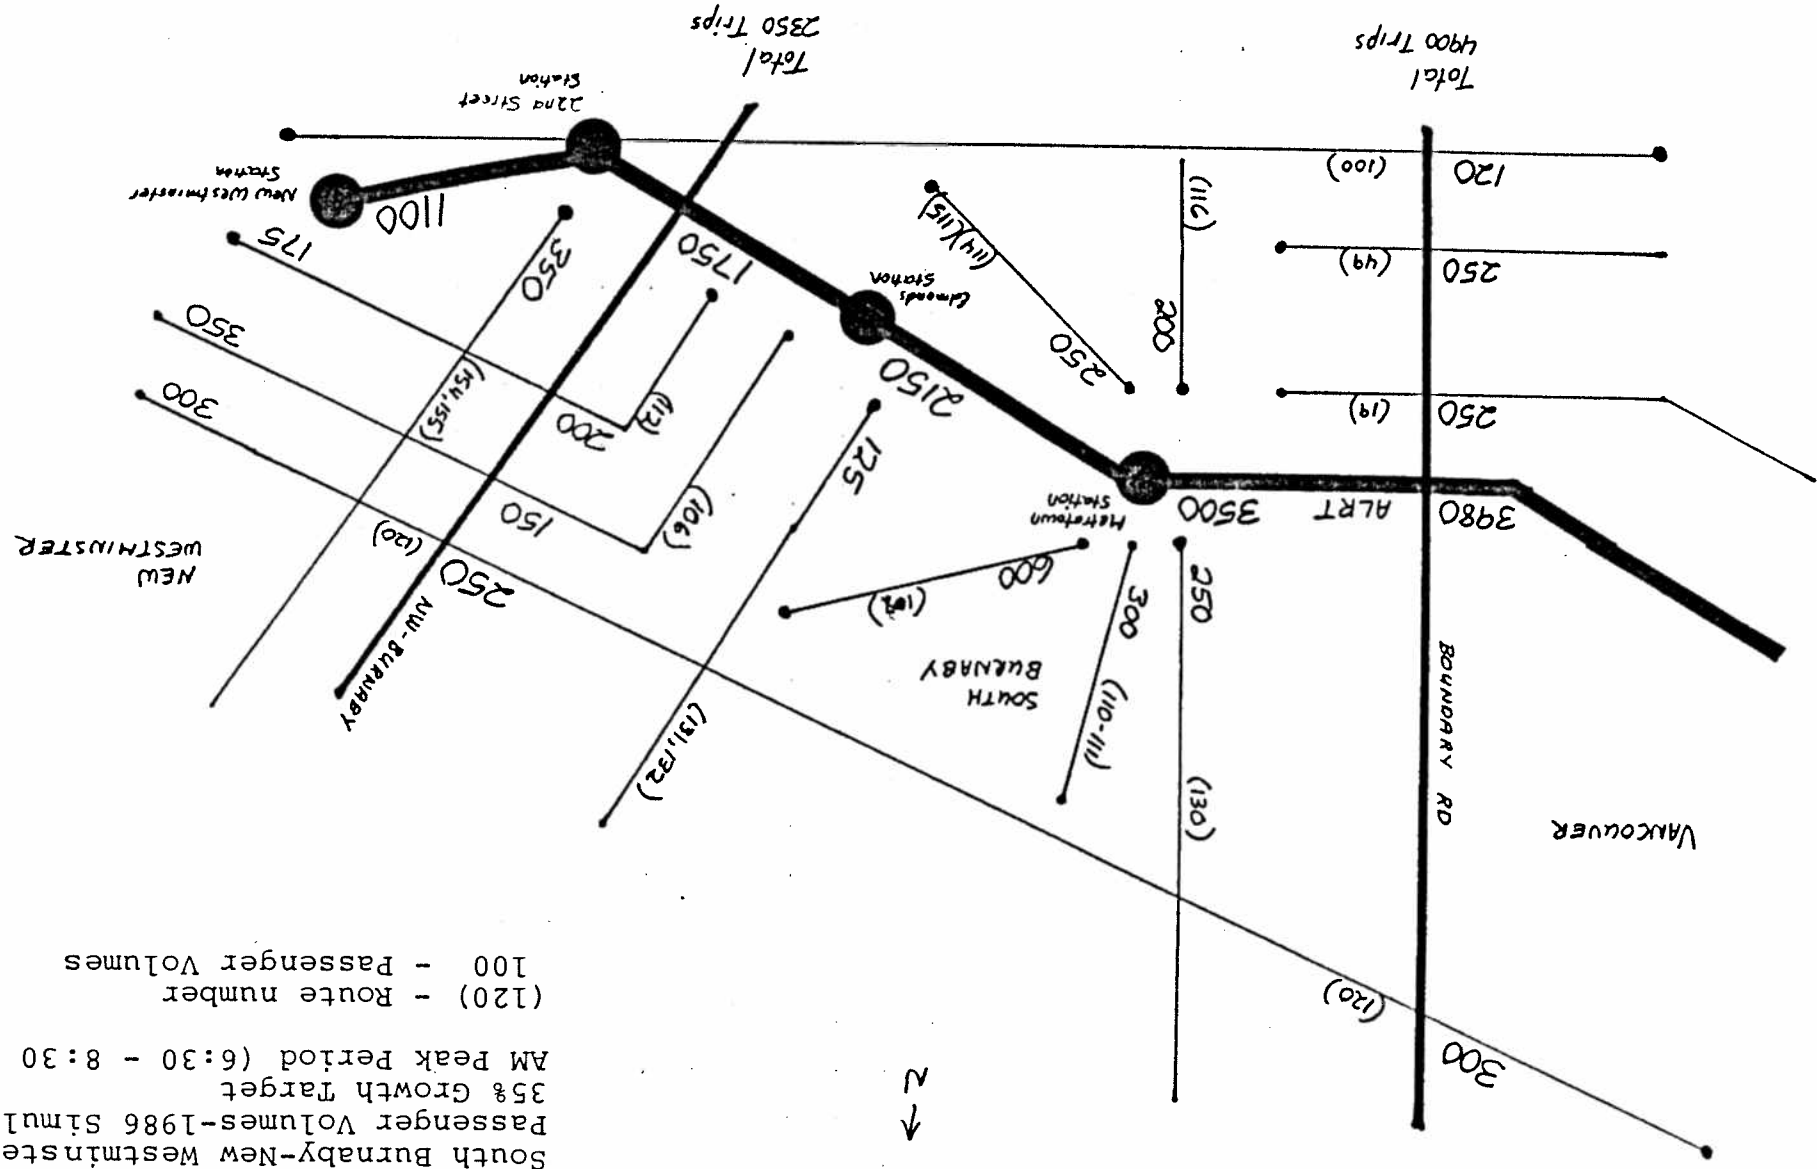 South Burnaby-New Westminste
Passenger Volumes-1986 Simul
35% Growth Target
AM Peak Period (6:30 - 8:30
(120) - Route number
100 - Passenger Volumes
N
300
(120)
VANCOUVER
BOUNDARY RD
(130)
250
(110-111)
300
SOUTH
BURNABY
600
(131,132)
125
NW-BURNABY
NEW
WESTMINSTER
250
(120)
300
150
(106)
350
200
(112)
(154,155)
350
175
3980
ALRT
3500
Metrotown
Station
2150
Edmonds
Station
1750
1100
New Westminster
Station
22nd Street
Station
250
(19)
250
(49)
120
(100)
200
(116)
250
(114)(115)
Total
4900 Trips
Total
2350 Trips